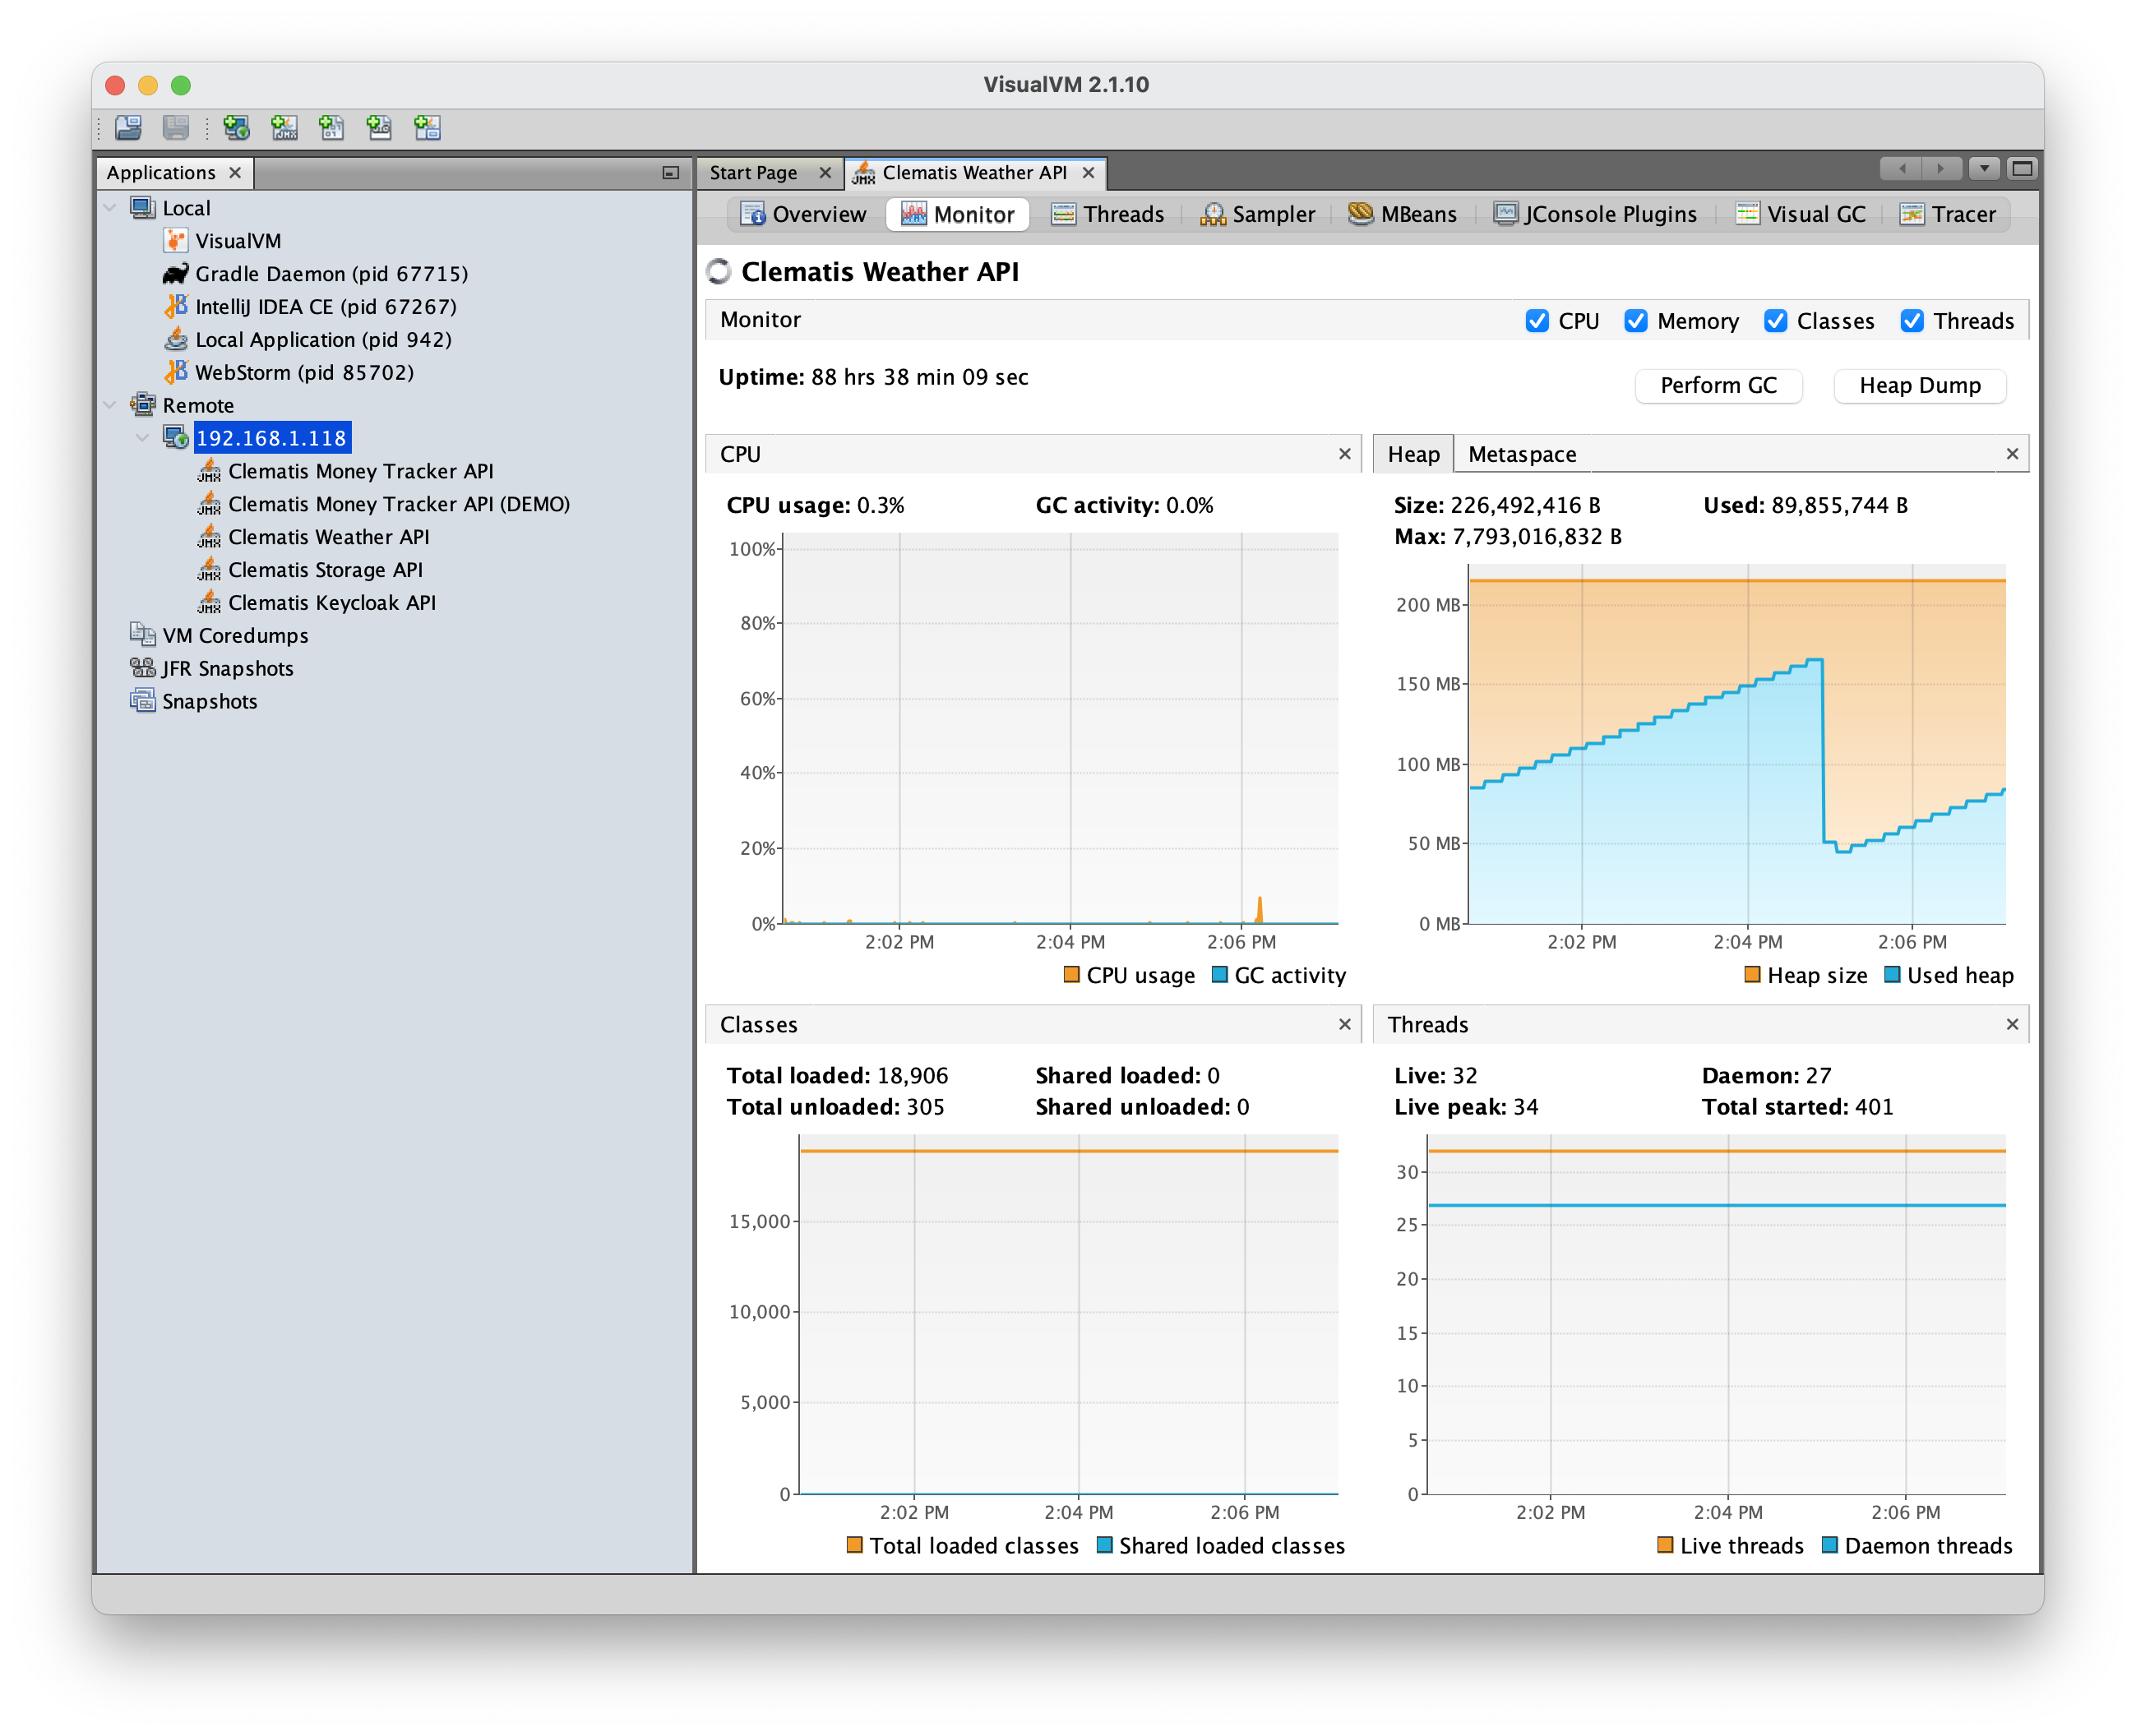 VisualVM 2.1.10
Applications
Local
VisualVM
Gradle Daemon (pid 67715)
IntelliJ IDEA CE (pid 67267)
Local Application (pid 942)
WebStorm (pid 85702)
Remote
192.168.1.118
Clematis Money Tracker API
Clematis Money Tracker API (DEMO)
Clematis Weather API
Clematis Storage API
Clematis Keycloak API
VM Coredumps
JFR Snapshots
Snapshots
Start Page Clematis Weather API
Overview Monitor Threads Sampler MBeans JConsole Plugins Visual GC Tracer
Clematis Weather API
Monitor CPU Memory Classes Threads
Uptime: 88 hrs 38 min 09 sec Perform GC Heap Dump
CPU
CPU usage: 0.3% GC activity: 0.0%
100%
80%
60%
40%
20%
0%
2:02 PM 2:04 PM 2:06 PM
CPU usage GC activity
Heap Metaspace
Size: 226,492,416 B Used: 89,855,744 B
Max: 7,793,016,832 B
200 MB
150 MB
100 MB
50 MB
0 MB
2:02 PM 2:04 PM 2:06 PM
Heap size Used heap
Classes
Total loaded: 18,906 Shared loaded: 0
Total unloaded: 305 Shared unloaded: 0
15,000
10,000
5,000
0
2:02 PM 2:04 PM 2:06 PM
Total loaded classes Shared loaded classes
Threads
Live: 32 Daemon: 27
Live peak: 34 Total started: 401
30
25
20
15
10
5
0
2:02 PM 2:04 PM 2:06 PM
Live threads Daemon threads